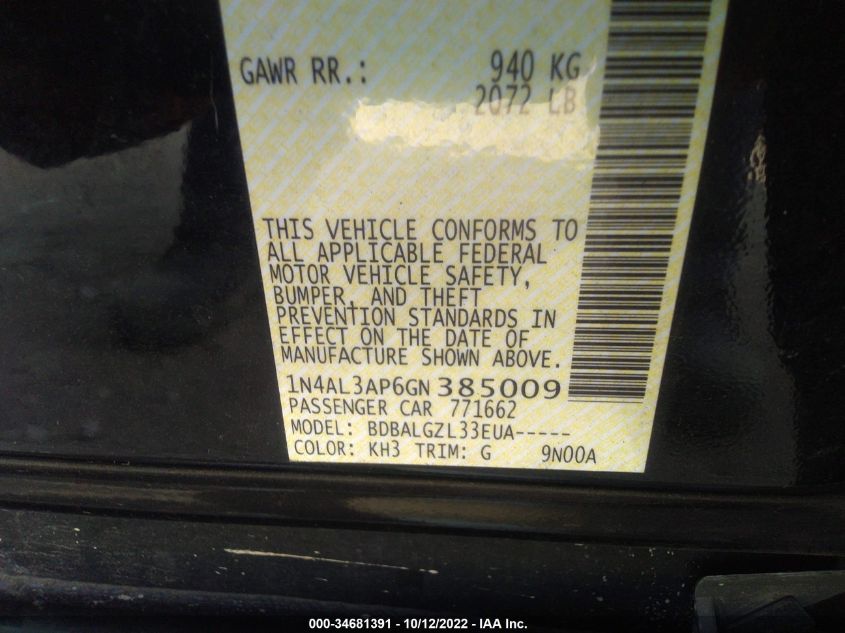 GAWR RR.: 940 KG
2072 LB
THIS VEHICLE CONFORMS TO
ALL APPLICABLE FEDERAL
MOTOR VEHICLE SAFETY,
BUMPER, AND THEFT
PREVENTION STANDARDS IN
EFFECT ON THE DATE OF
MANUFACTURE SHOWN ABOVE.
1N4AL3AP6GN385009
PASSENGER CAR 771662
MODEL: BDBALGZL33EUA-----
COLOR: KH3 TRIM: G 9N00A
000-34681391 - 10/12/2022 - IAA Inc.